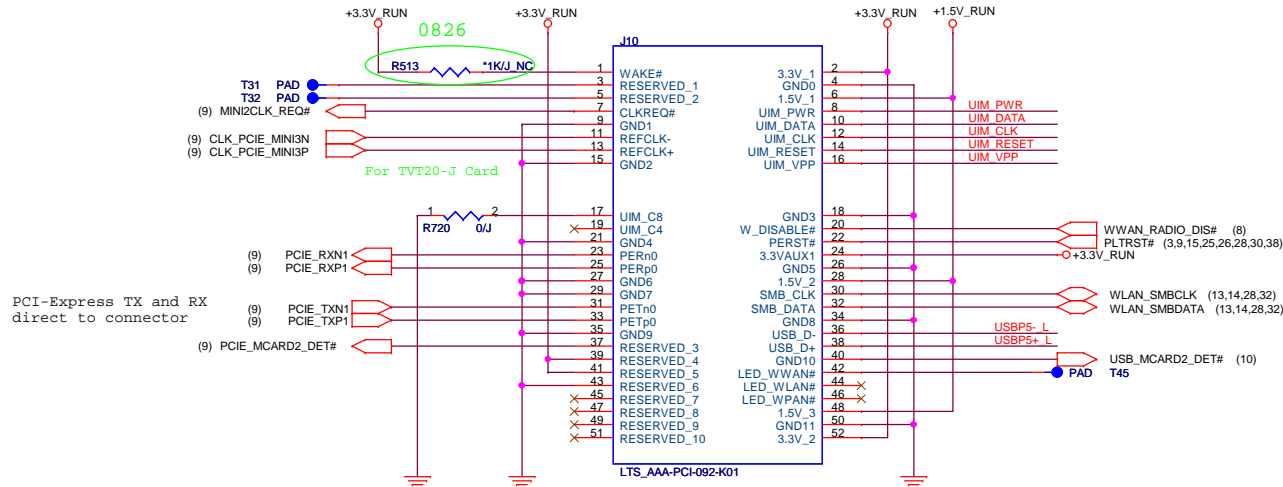 +3.3V_RUN +3.3V_RUN +3.3V_RUN +1.5V_RUN
0826
J10
R513 *1K/J_NC
1 WAKE# 3.3V_1 2
T31 PAD 3 RESERVED_1 GND0 4
T32 PAD 5 RESERVED_2 1.5V_1 6
(9) MINI2CLK_REQ# 7 CLKREQ# UIM_PWR 8 UIM_PWR
9 GND1 UIM_DATA 10 UIM_DATA
(9) CLK_PCIE_MINI3N 11 REFCLK- UIM_CLK 12 UIM_CLK
(9) CLK_PCIE_MINI3P 13 REFCLK+ UIM_RESET 14 UIM_RESET
15 GND2 UIM_VPP 16 UIM_VPP
For TVT20-J Card
1 2 17 UIM_C8 GND3 18
R720 0/J 19 UIM_C4 W_DISABLE# 20 WWAN_RADIO_DIS# (8)
21 GND4 PERST# 22 PLTRST# (3,9,15,25,26,28,30,38)
(9) PCIE_RXN1 23 PERn0 3.3VAUX1 24 +3.3V_RUN
(9) PCIE_RXP1 25 PERp0 GND5 26
27 GND6 1.5V_2 28
29 GND7 SMB_CLK 30 WLAN_SMBCLK (13,14,28,32)
PCI-Express TX and RX
direct to connector
(9) PCIE_TXN1 31 PETn0 SMB_DATA 32 WLAN_SMBDATA (13,14,28,32)
(9) PCIE_TXP1 33 PETp0 GND8 34
35 GND9 USB_D- 36 USBP5-_L
(9) PCIE_MCARD2_DET# 37 RESERVED_3 USB_D+ 38 USBP5+_L
39 RESERVED_4 GND10 40 USB_MCARD2_DET# (10)
41 RESERVED_5 LED_WWAN# 42 PAD T45
43 RESERVED_6 LED_WLAN# 44
45 RESERVED_7 LED_WPAN# 46
47 RESERVED_8 1.5V_3 48
49 RESERVED_9 GND11 50
51 RESERVED_10 3.3V_2 52
LTS_AAA-PCI-092-K01